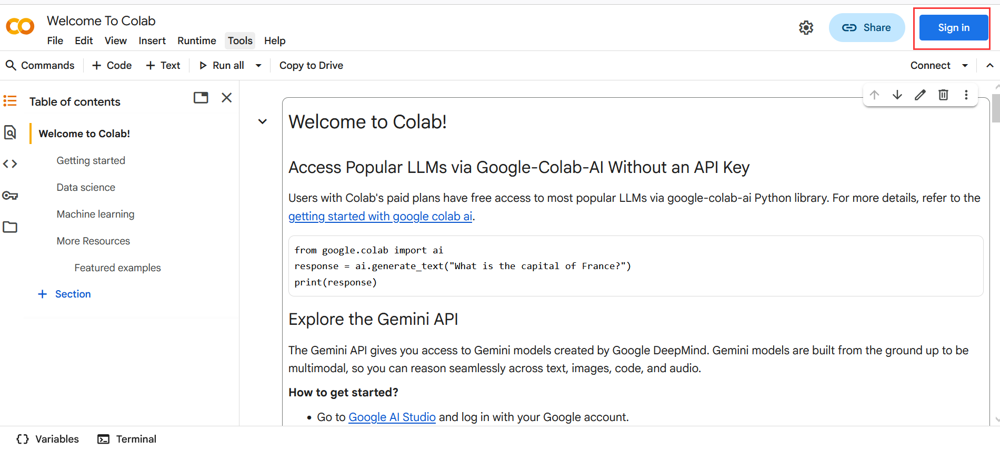 Welcome To Colab
File Edit View Insert Runtime Tools Help
Share
Sign in
Commands + Code + Text Run all Copy to Drive
Connect
Table of contents
Welcome to Colab!
Getting started
Data science
Machine learning
More Resources
Featured examples
+ Section
Welcome to Colab!
Access Popular LLMs via Google-Colab-AI Without an API Key
Users with Colab's paid plans have free access to most popular LLMs via google-colab-ai Python library. For more details, refer to the
getting started with google colab ai.
from google.colab import ai
response = ai.generate_text("What is the capital of France?")
print(response)
Explore the Gemini API
The Gemini API gives you access to Gemini models created by Google DeepMind. Gemini models are built from the ground up to be
multimodal, so you can reason seamlessly across text, images, code, and audio.
How to get started?
• Go to Google AI Studio and log in with your Google account.
Variables Terminal